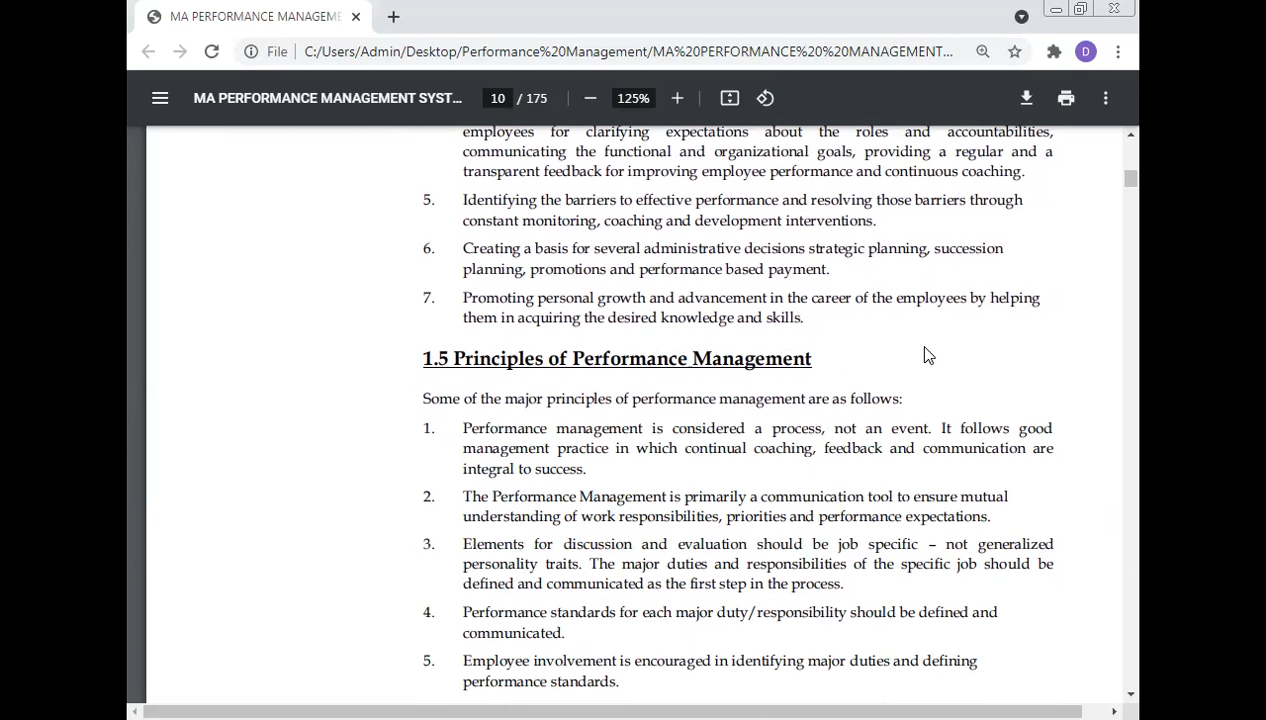 MA PERFORMANCE MANAGEME
File C:/Users/Admin/Desktop/Performance%20Management/MA%20PERFORMANCE%20%20MANAGEMENT...
D
MA PERFORMANCE MANAGEMENT SYST... 10 / 175 125%
employees for clarifying expectations about the roles and accountabilities,
communicating the functional and organizational goals, providing a regular and a
transparent feedback for improving employee performance and continuous coaching.
5. Identifying the barriers to effective performance and resolving those barriers through
constant monitoring, coaching and development interventions.
6. Creating a basis for several administrative decisions strategic planning, succession
planning, promotions and performance based payment.
7. Promoting personal growth and advancement in the career of the employees by helping
them in acquiring the desired knowledge and skills.
1.5 Principles of Performance Management
Some of the major principles of performance management are as follows:
1. Performance management is considered a process, not an event. It follows good
management practice in which continual coaching, feedback and communication are
integral to success.
2. The Performance Management is primarily a communication tool to ensure mutual
understanding of work responsibilities, priorities and performance expectations.
3. Elements for discussion and evaluation should be job specific – not generalized
personality traits. The major duties and responsibilities of the specific job should be
defined and communicated as the first step in the process.
4. Performance standards for each major duty/responsibility should be defined and
communicated.
5. Employee involvement is encouraged in identifying major duties and defining
performance standards.